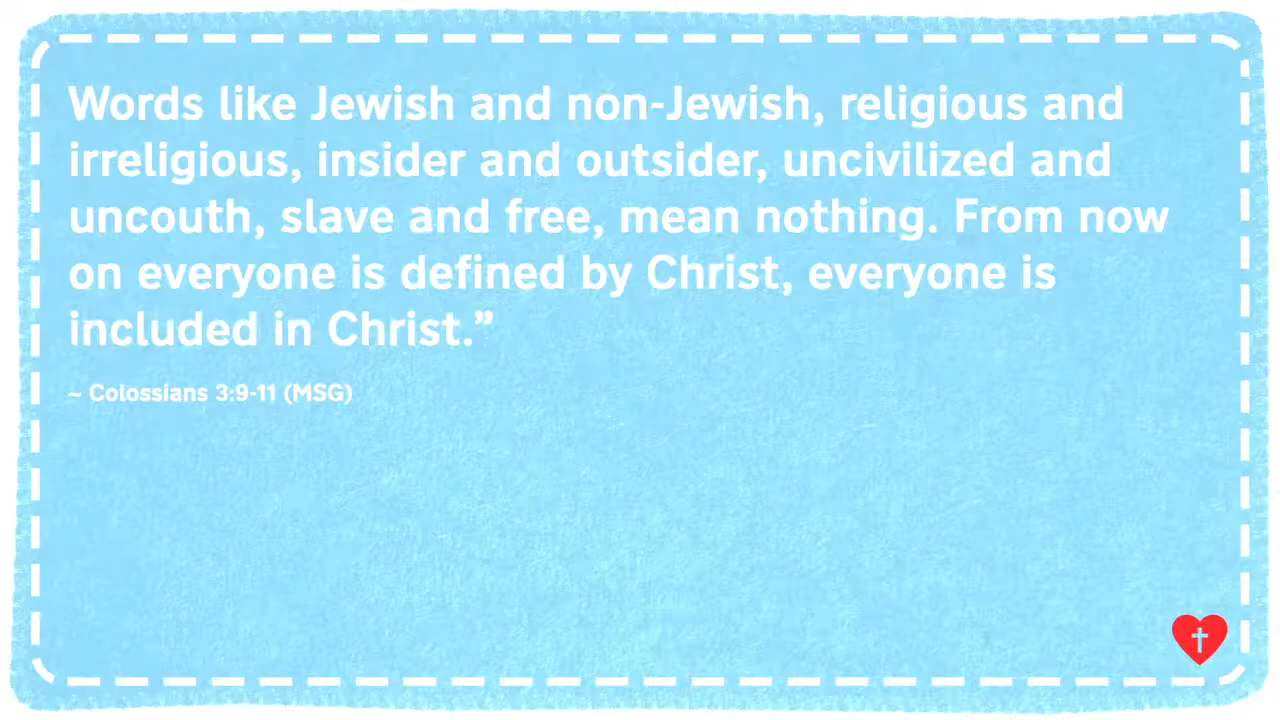 Words like Jewish and non-Jewish, religious and
irreligious, insider and outsider, uncivilized and
uncouth, slave and free, mean nothing. From now
on everyone is defined by Christ, everyone is
included in Christ.”
~ Colossians 3:9-11 (MSG)